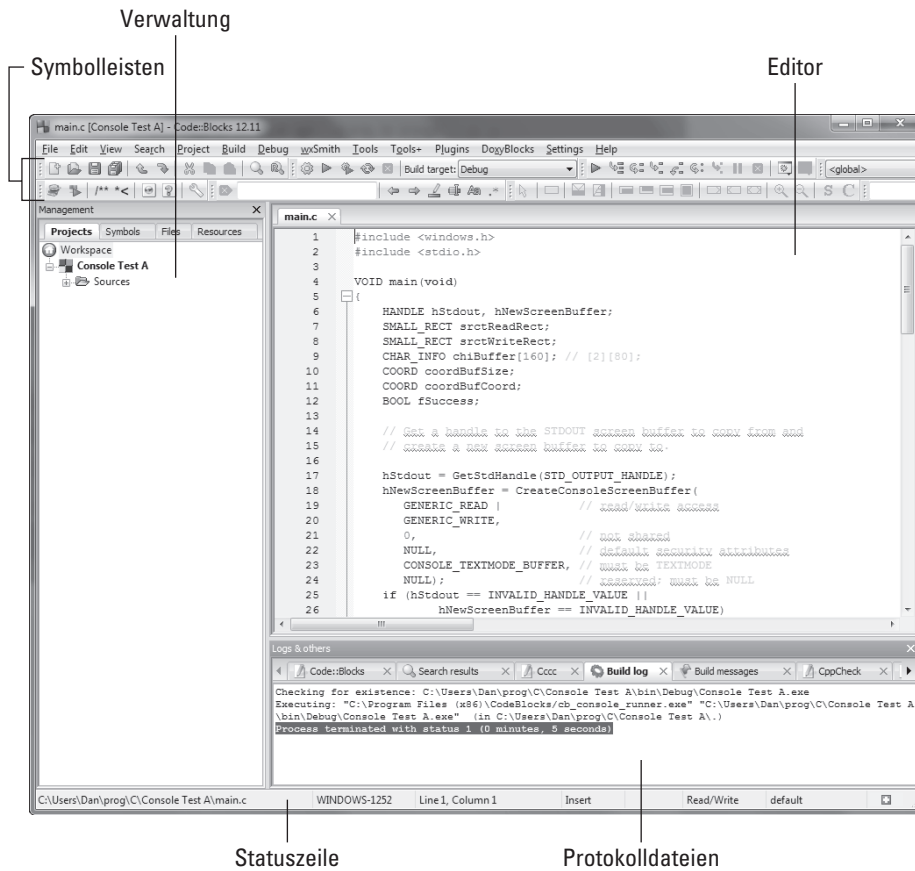 Verwaltung
Symbolleisten
Editor
main.c [Console Test A] - Code::Blocks 12.11
File Edit View Search Project Build Debug wxSmith Tools Tools+ Plugins DoxyBlocks Settings Help
Build target: Debug
<global>
/** *<
S C
Management
Projects Symbols Files Resources
Workspace
Console Test A
Sources
main.c
1 #include <windows.h>
2 #include <stdio.h>
3
4 VOID main(void)
5 {
6 HANDLE hStdout, hNewScreenBuffer;
7 SMALL_RECT srctReadRect;
8 SMALL_RECT srctWriteRect;
9 CHAR_INFO chiBuffer[160]; // [2][80];
10 COORD coordBufSize;
11 COORD coordBufCoord;
12 BOOL fSuccess;
13
14 // Get a handle to the STDOUT screen buffer to copy from and
15 // create a new screen buffer to copy to.
16
17 hStdout = GetStdHandle(STD_OUTPUT_HANDLE);
18 hNewScreenBuffer = CreateConsoleScreenBuffer(
19 GENERIC_READ | // read/write access
20 GENERIC_WRITE,
21 0, // not shared
22 NULL, // default security attributes
23 CONSOLE_TEXTMODE_BUFFER, // must be TEXTMODE
24 NULL); // reserved; must be NULL
25 if (hStdout == INVALID_HANDLE_VALUE ||
26 hNewScreenBuffer == INVALID_HANDLE_VALUE)
Logs & others
Code::Blocks Search results Cccc Build log Build messages CppCheck
Checking for existence: C:\Users\Dan\prog\C\Console Test A\bin\Debug\Console Test A.exe
Executing: "C:\Program Files (x86)\CodeBlocks/cb_console_runner.exe" "C:\Users\Dan\prog\C\Console Test A
\bin\Debug\Console Test A.exe" (in C:\Users\Dan\prog\C\Console Test A\.)
Process terminated with status 1 (0 minutes, 5 seconds)
C:\Users\Dan\prog\C\Console Test A\main.c WINDOWS-1252 Line 1, Column 1 Insert Read/Write default
Statuszeile
Protokolldateien